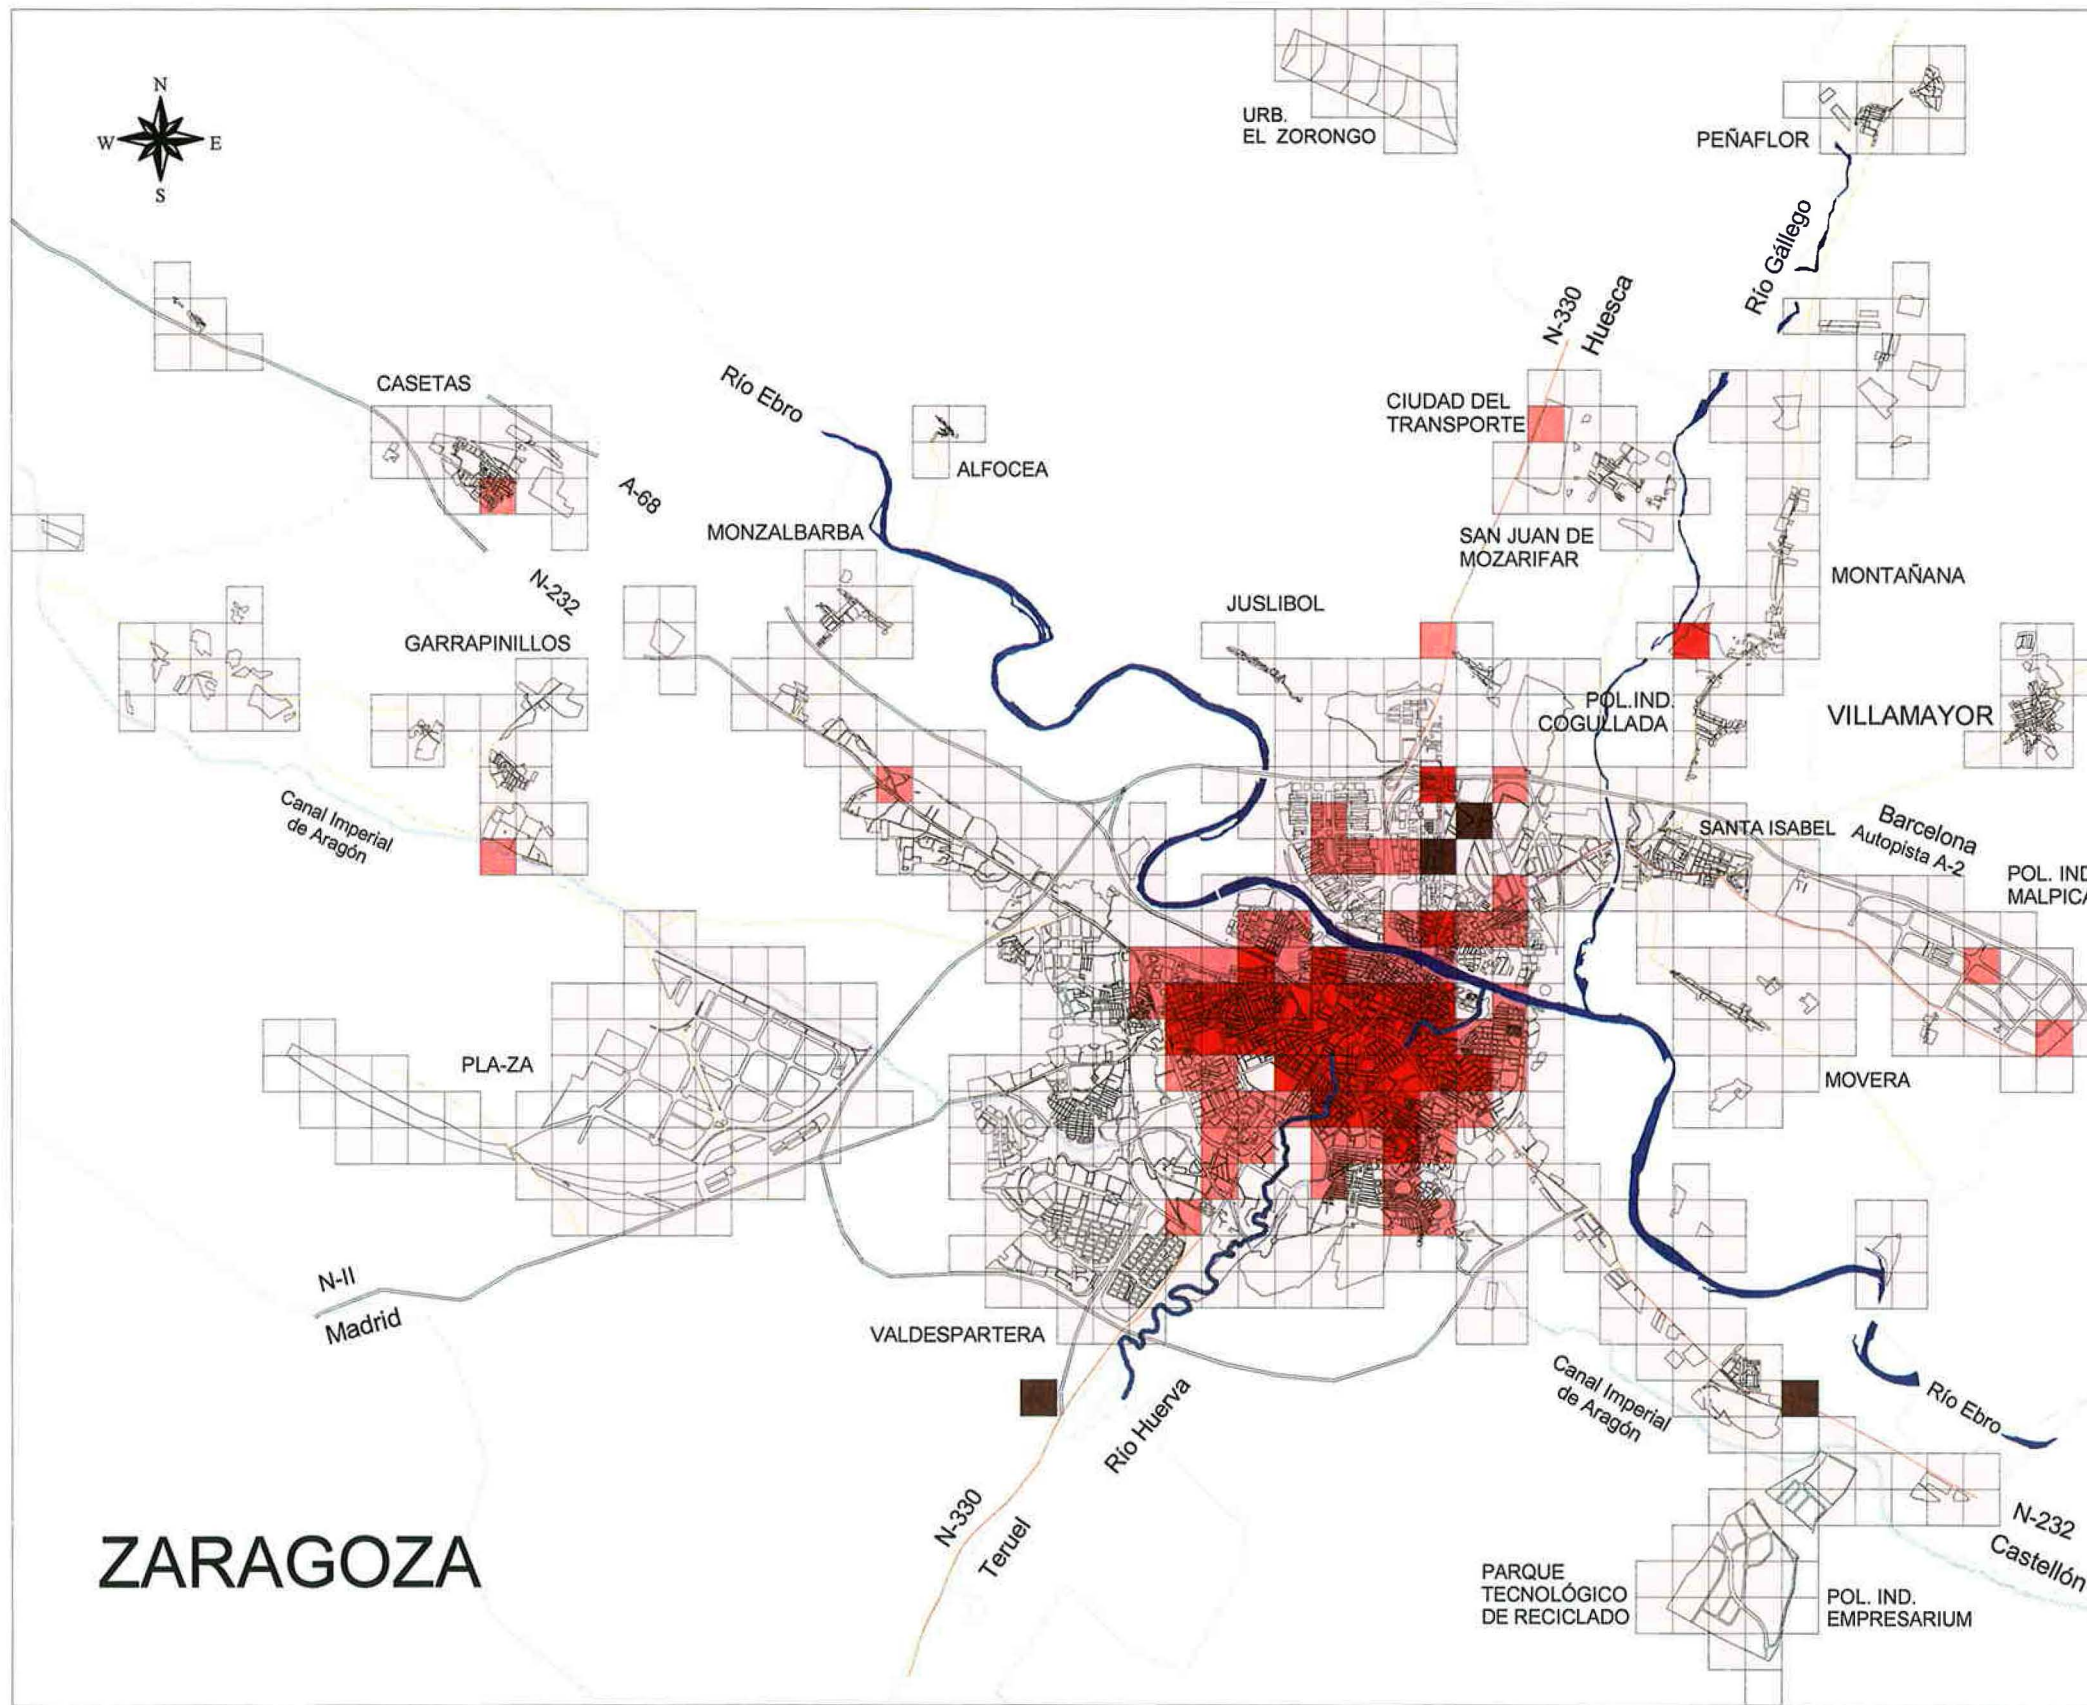 N
W E
S
URB.
EL ZORONGO
PEÑAFLOR
Río Gállego
N-330
Huesca
CASETAS
Río Ebro
CIUDAD DEL
TRANSPORTE
ALFOCEA
A-68
MONZALBARBA
SAN JUAN DE
MOZARIFAR
N-232
MONTAÑANA
JUSLIBOL
GARRAPINILLOS
POL.IND.
COGULLADA
VILLAMAYOR
Canal Imperial
de Aragón
SANTA ISABEL
Barcelona
Autopista A-2
POL. IND
MALPICA
PLA-ZA
MOVERA
N-II
Madrid
VALDESPARTERA
Canal Imperial
de Aragón
Río Huerva
Río Ebro
N-330
Teruel
N-232
Castellón
ZARAGOZA
PARQUE
TECNOLÓGICO
DE RECICLADO
POL. IND.
EMPRESARIUM